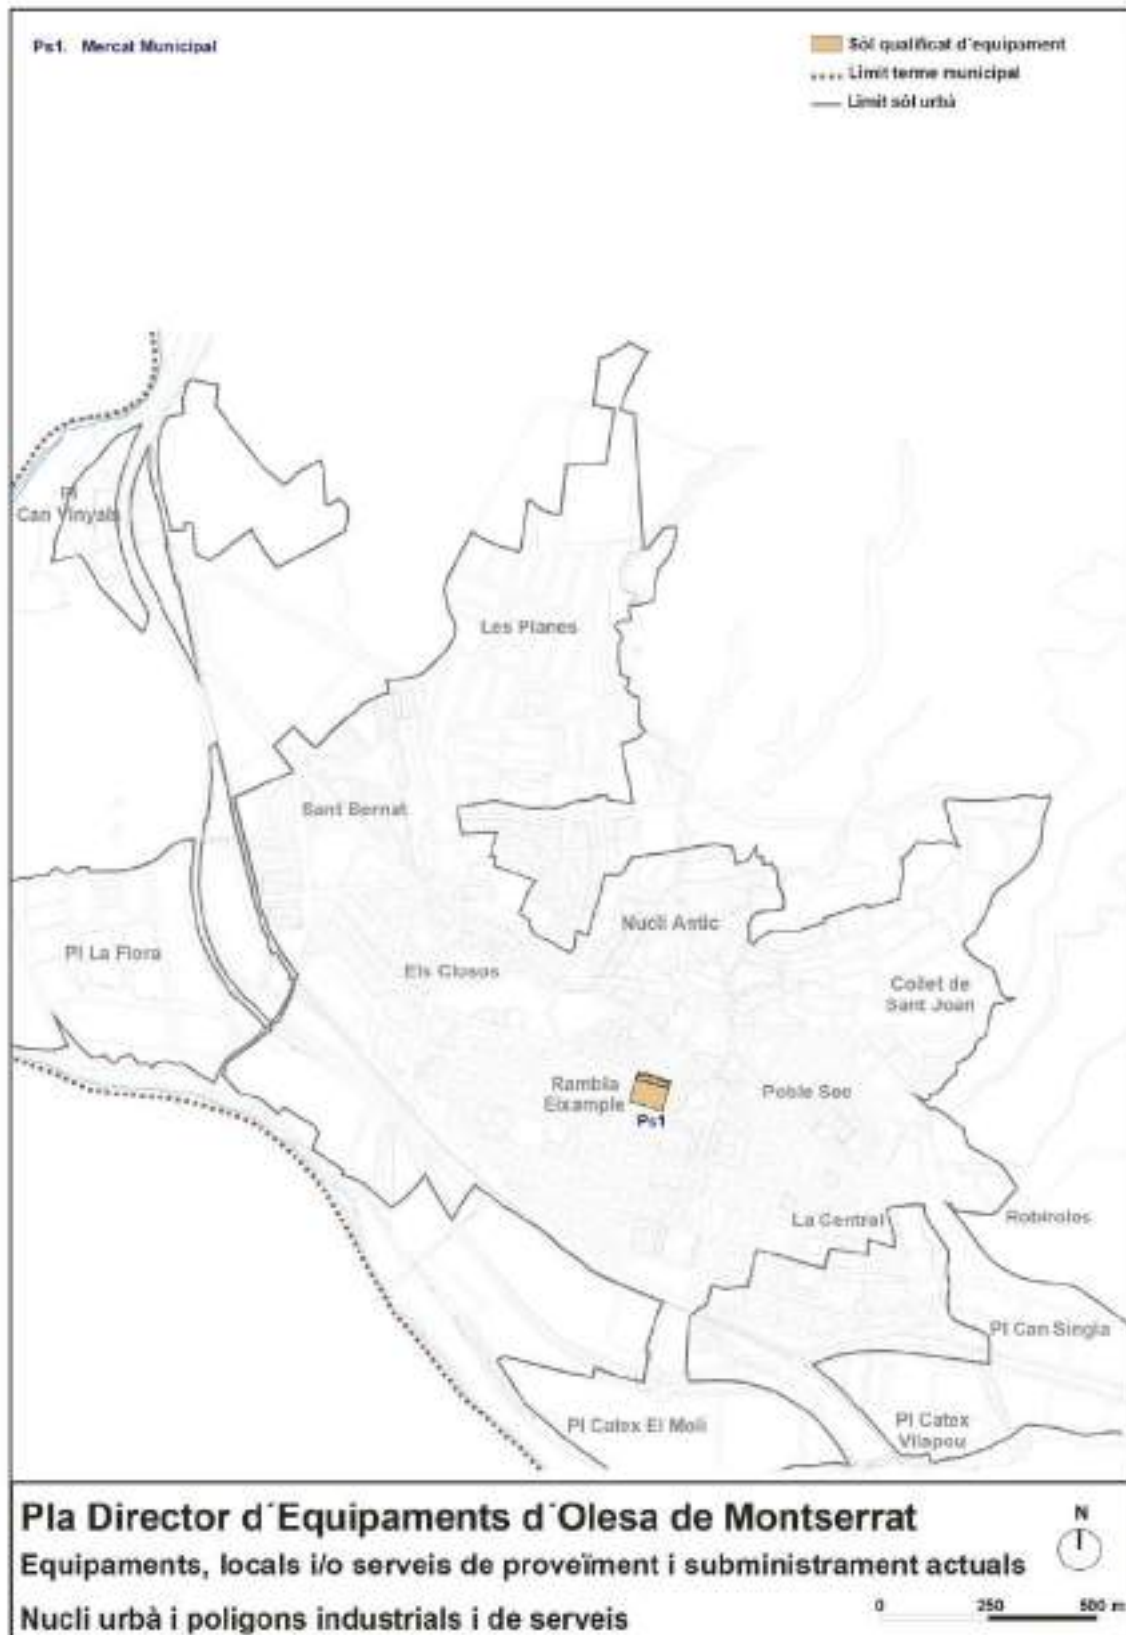 Ps1. Mercat Municipal
Sòl qualificat d´equipament
Límit terme municipal
Límit sòl urbà
PI
Can Vinyals
Les Planes
Sant Bernat
Nucli Antic
PI La Flora
Els Closos
Collet de
Sant Joan
Rambla
Eixample
Poble Sec
Ps1
La Central
Robiroles
PI Can Singla
PI Catex El Molí
PI Catex
Vilapou
Pla Director d´Equipaments d´Olesa de Montserrat
N
Equipaments, locals i/o serveis de proveïment i subministrament actuals
Nucli urbà i poligons industrials i de serveis
0 250 500 m